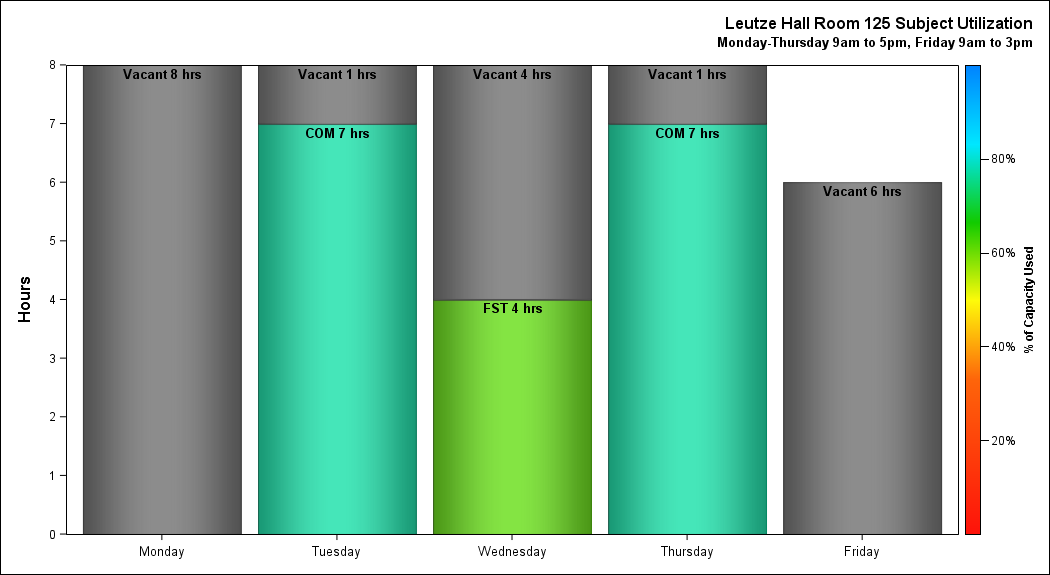 Leutze Hall Room 125 Subject Utilization
Monday-Thursday 9am to 5pm, Friday 9am to 3pm
8
7
6
5
4
3
2
1
0
Hours
Vacant 8 hrs
Vacant 1 hrs
COM 7 hrs
Vacant 4 hrs
FST 4 hrs
Vacant 1 hrs
COM 7 hrs
Vacant 6 hrs
Monday
Tuesday
Wednesday
Thursday
Friday
80%
60%
40%
20%
% of Capacity Used